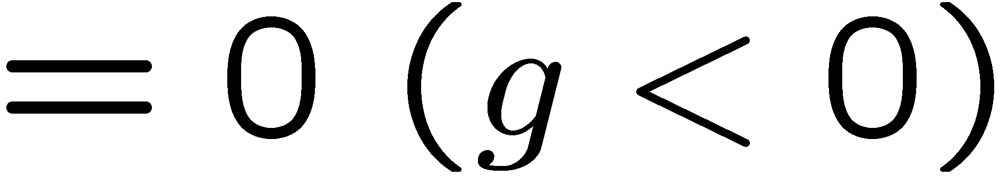 = 0 (g < 0)